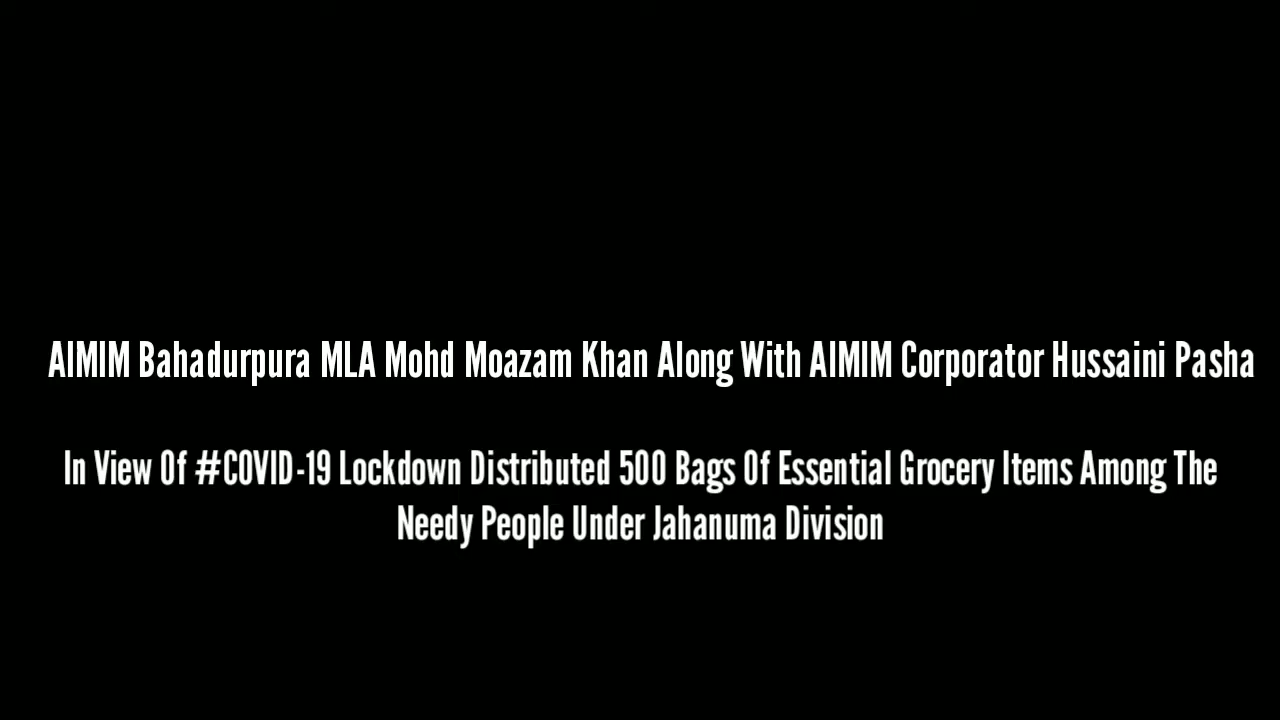 AIMIM Bahadurpura MLA Mohd Moazam Khan Along With AIMIM Corporator Hussaini Pasha
In View Of #COVID-19 Lockdown Distributed 500 Bags Of Essential Grocery Items Among The
Needy People Under Jahanuma Division